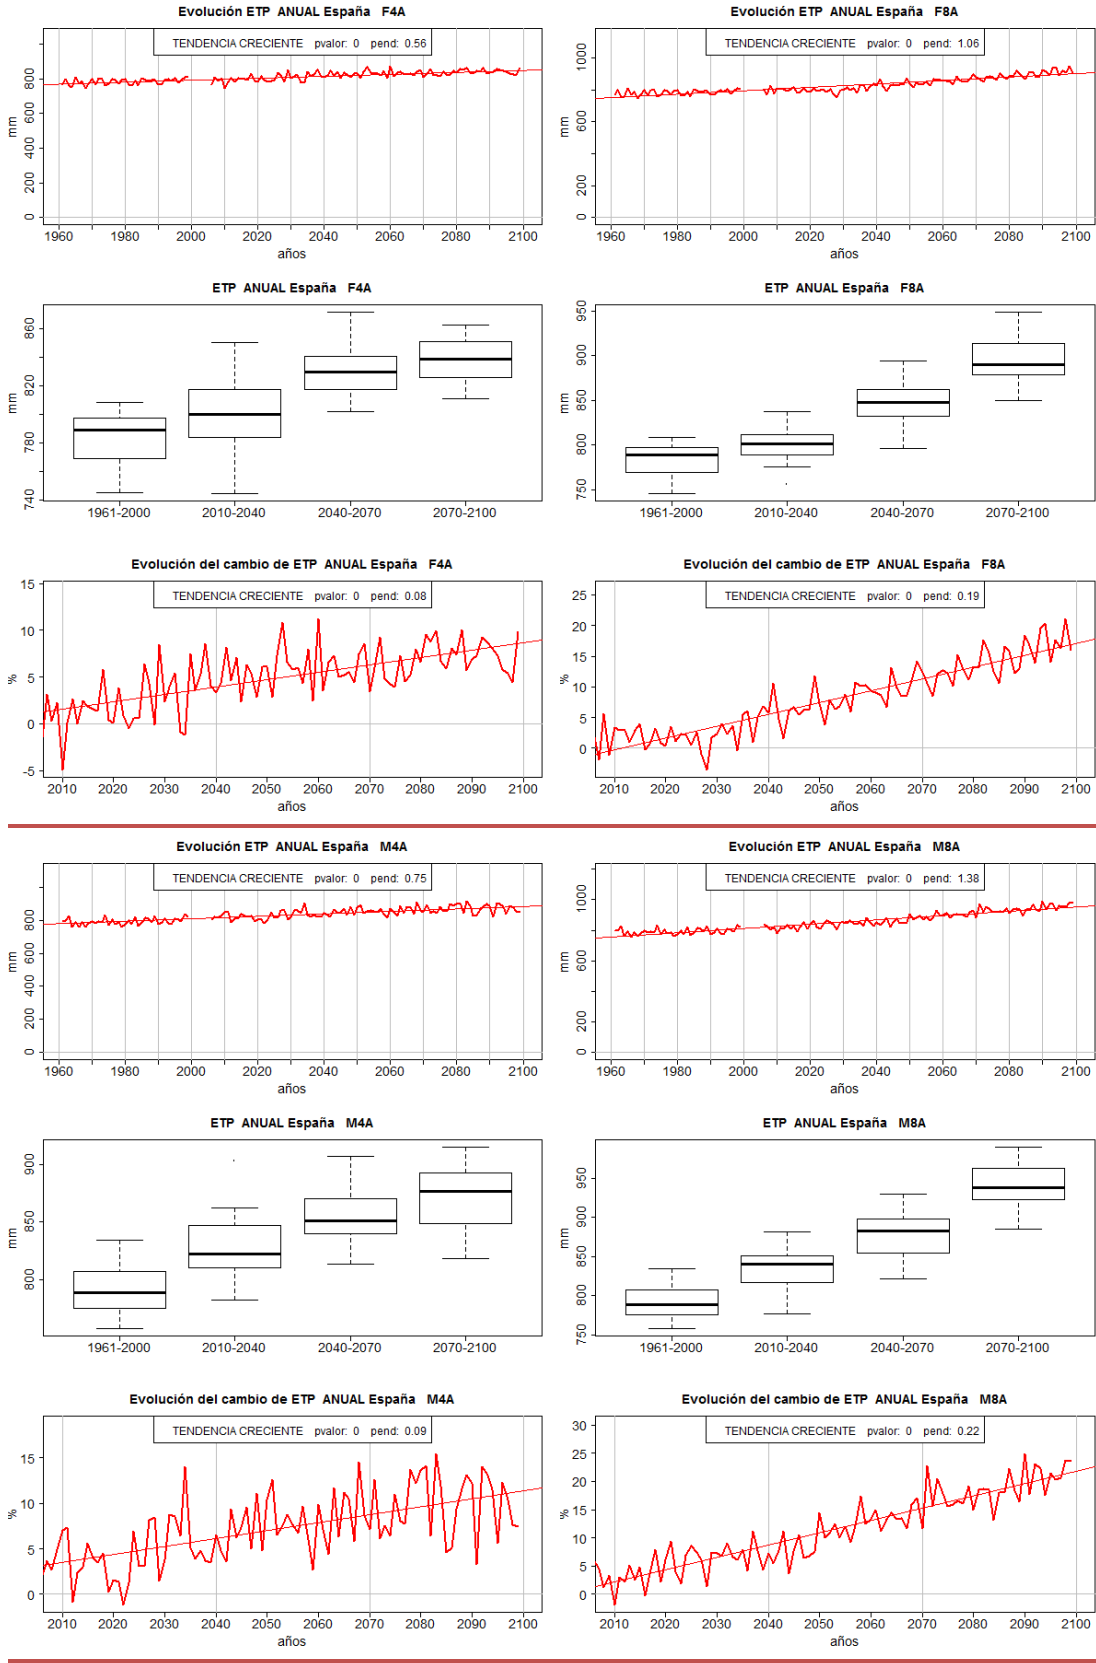 Evolución ETP ANUAL España F4A
TENDENCIA CRECIENTE pvalor: 0 pend: 0.56
mm
0 200 400 600 800
1960 1980 2000 2020 2040 2060 2080 2100
años
Evolución ETP ANUAL España F8A
TENDENCIA CRECIENTE pvalor: 0 pend: 1.06
mm
0 200 600 800 1000
1960 1980 2000 2020 2040 2060 2080 2100
años
ETP ANUAL España F4A
mm
740 780 820 860
1961-2000 2010-2040 2040-2070 2070-2100
ETP ANUAL España F8A
mm
750 800 850 900 950
1961-2000 2010-2040 2040-2070 2070-2100
Evolución del cambio de ETP ANUAL España F4A
TENDENCIA CRECIENTE pvalor: 0 pend: 0.08
%
-5 0 5 10 15
2010 2020 2030 2040 2050 2060 2070 2080 2090 2100
años
Evolución del cambio de ETP ANUAL España F8A
TENDENCIA CRECIENTE pvalor: 0 pend: 0.19
%
0 5 10 15 20 25
2010 2020 2030 2040 2050 2060 2070 2080 2090 2100
años
Evolución ETP ANUAL España M4A
TENDENCIA CRECIENTE pvalor: 0 pend: 0.75
mm
0 200 400 600 800
1960 1980 2000 2020 2040 2060 2080 2100
años
Evolución ETP ANUAL España M8A
TENDENCIA CRECIENTE pvalor: 0 pend: 1.38
mm
0 200 600 1000
1960 1980 2000 2020 2040 2060 2080 2100
años
ETP ANUAL España M4A
mm
800 850 900
1961-2000 2010-2040 2040-2070 2070-2100
ETP ANUAL España M8A
mm
750 800 850 900 950
1961-2000 2010-2040 2040-2070 2070-2100
Evolución del cambio de ETP ANUAL España M4A
TENDENCIA CRECIENTE pvalor: 0 pend: 0.09
%
0 5 10 15
2010 2020 2030 2040 2050 2060 2070 2080 2090 2100
años
Evolución del cambio de ETP ANUAL España M8A
TENDENCIA CRECIENTE pvalor: 0 pend: 0.22
%
0 5 10 15 20 25 30
2010 2020 2030 2040 2050 2060 2070 2080 2090 2100
años